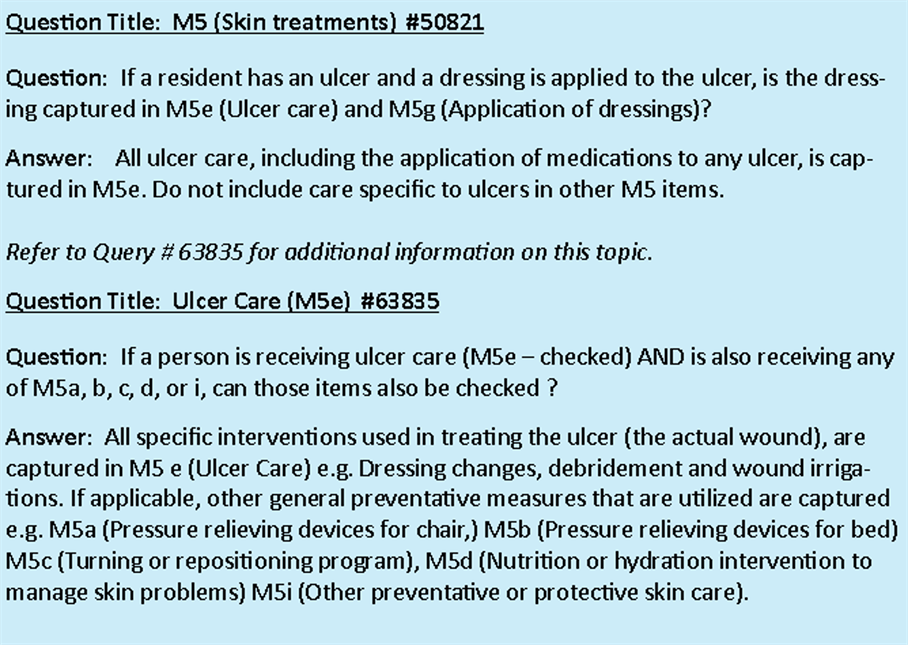 Question Title:  M5 (Skin treatments)  #50821
Question:  If a resident has an ulcer and a dressing is applied to the ulcer, is the dress-
ing captured in M5e (Ulcer care) and M5g (Application of dressings)?
Answer:    All ulcer care, including the application of medications to any ulcer, is cap-
tured in M5e. Do not include care specific to ulcers in other M5 items.
Refer to Query # 63835 for additional information on this topic.
Question Title:  Ulcer Care (M5e)  #63835
Question:  If a person is receiving ulcer care (M5e – checked) AND is also receiving any
of M5a, b, c, d, or i, can those items also be checked ?
Answer:  All specific interventions used in treating the ulcer (the actual wound), are
captured in M5 e (Ulcer Care) e.g. Dressing changes, debridement and wound irriga-
tions. If applicable, other general preventative measures that are utilized are captured
e.g. M5a (Pressure relieving devices for chair,) M5b (Pressure relieving devices for bed)
M5c (Turning or repositioning program), M5d (Nutrition or hydration intervention to
manage skin problems) M5i (Other preventative or protective skin care).